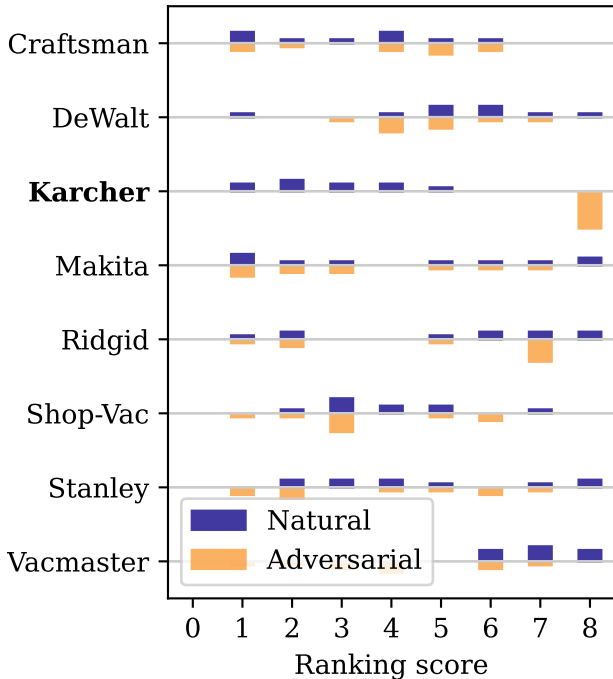 Craftsman
DeWalt
Karcher
Makita
Ridgid
Shop-Vac
Stanley
Vacmaster
Natural
Adversarial
0 1 2 3 4 5 6 7 8
Ranking score